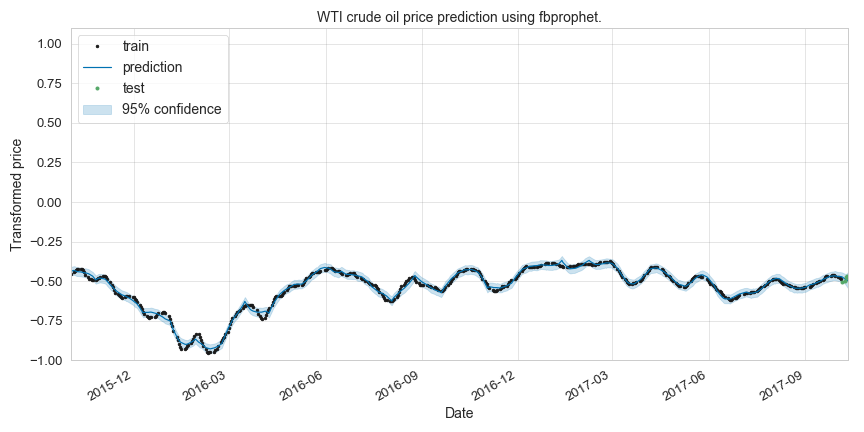 WTI crude oil price prediction using fbprophet.
train
prediction
test
95% confidence
Transformed price
1.00
0.75
0.50
0.25
0.00
−0.25
−0.50
−0.75
−1.00
2015-12
2016-03
2016-06
2016-09
2016-12
2017-03
2017-06
2017-09
Date